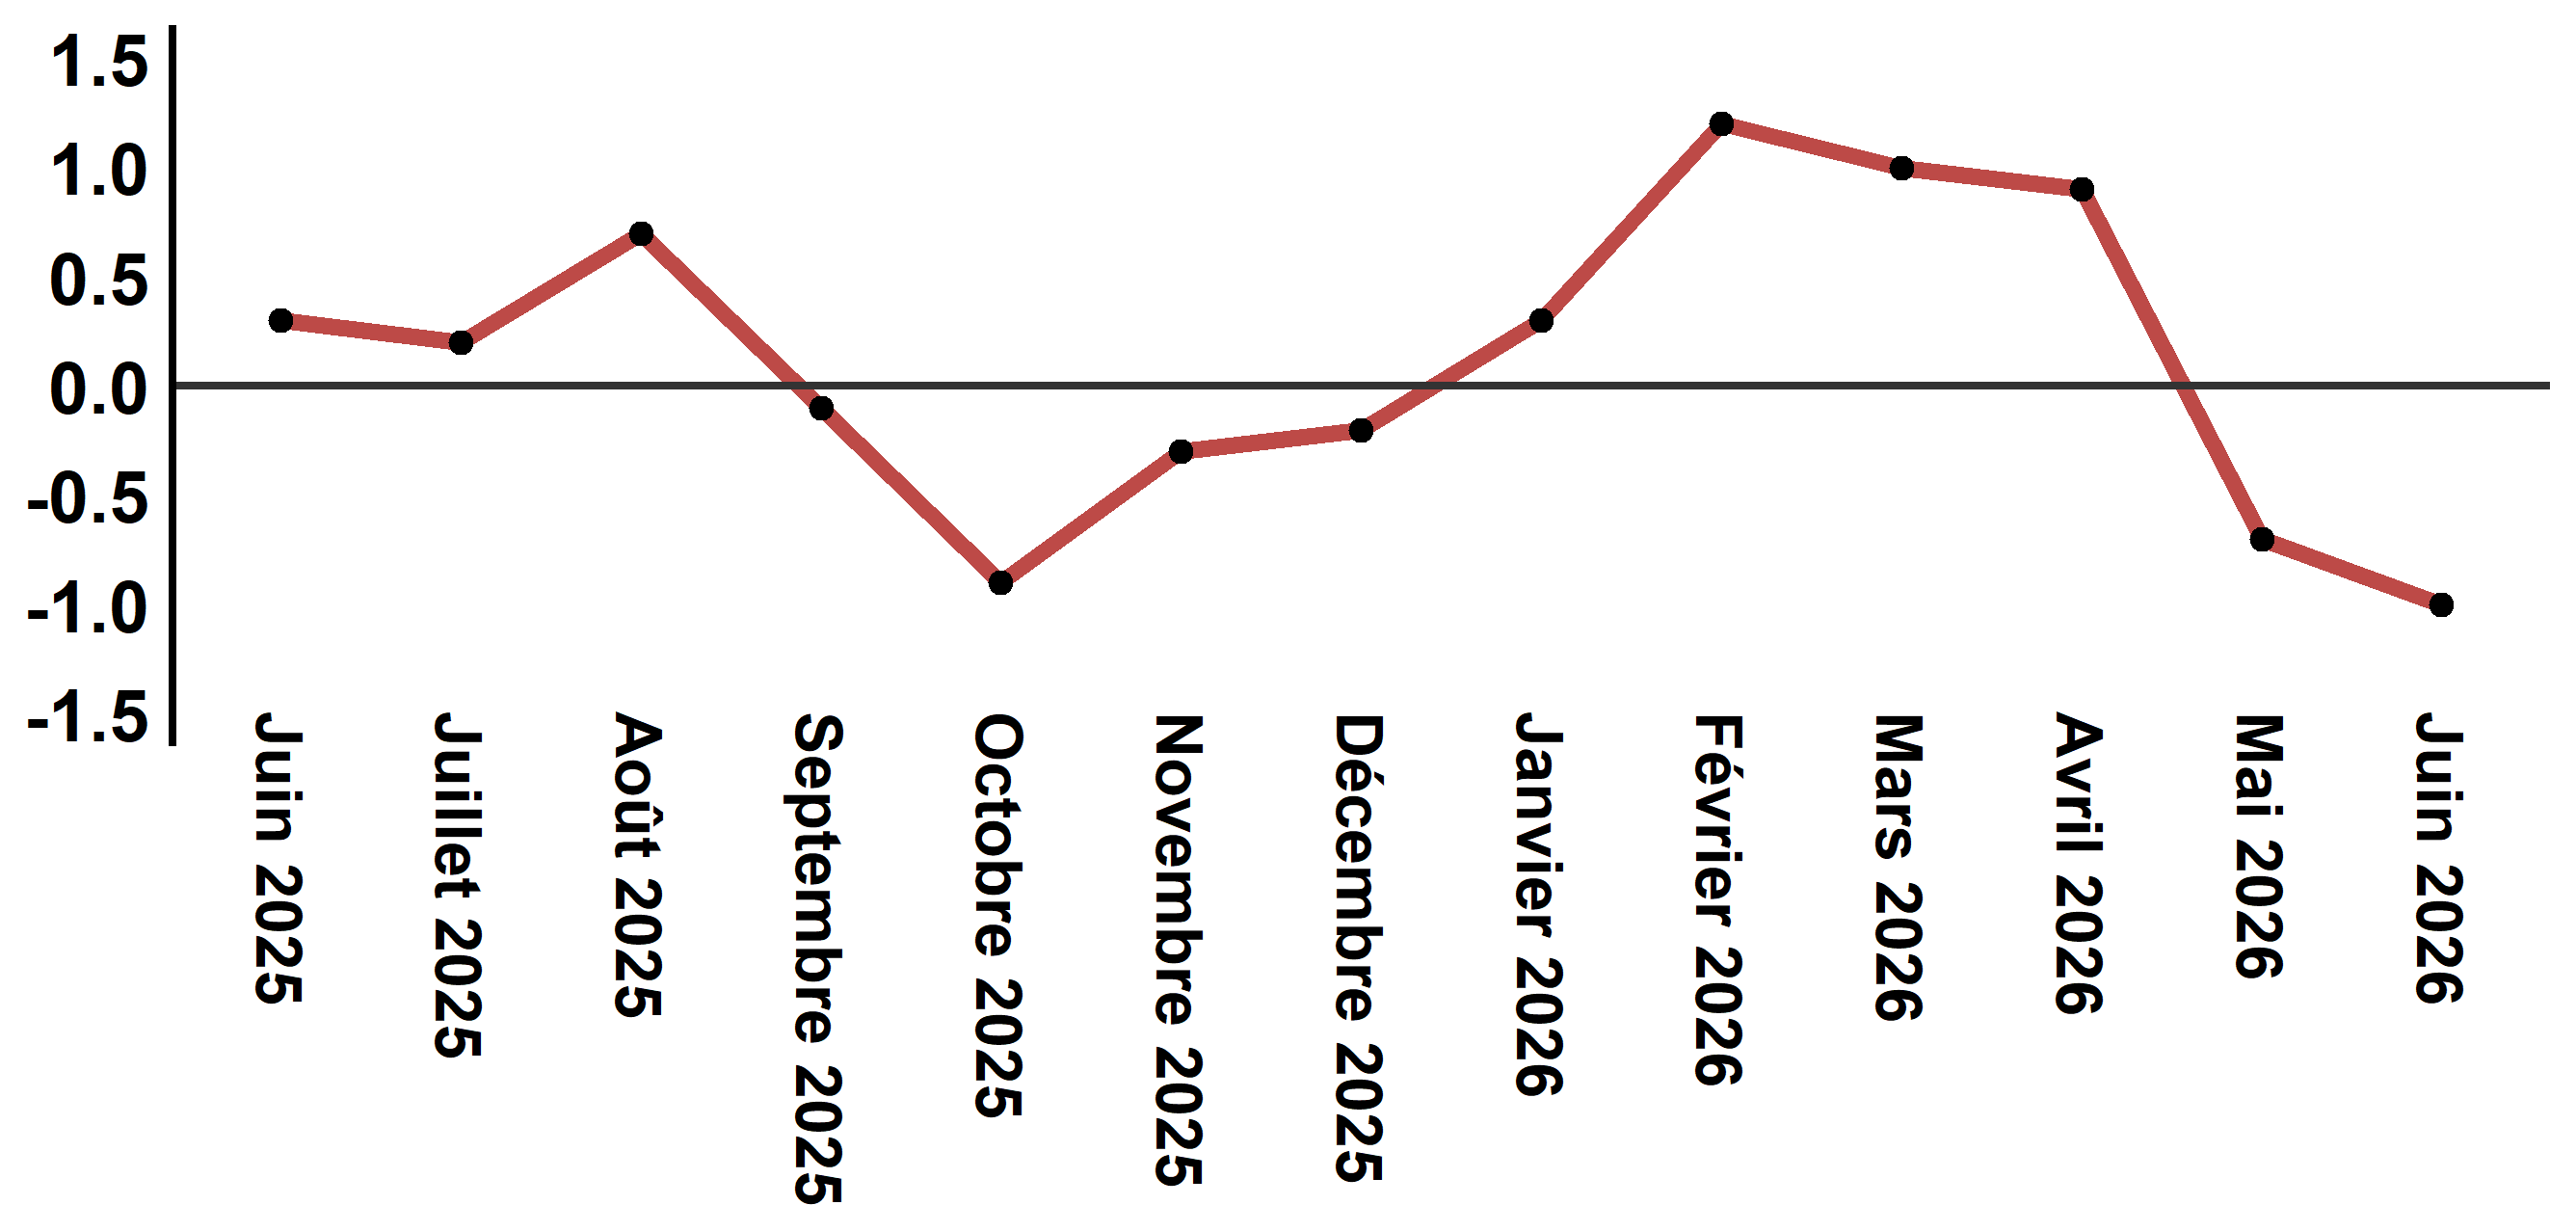 1.5
1.0
0.5
0.0
-0.5
-1.0
-1.5
Juin 2025
Juillet 2025
Août 2025
Septembre 2025
Octobre 2025
Novembre 2025
Décembre 2025
Janvier 2026
Février 2026
Mars 2026
Avril 2026
Mai 2026
Juin 2026